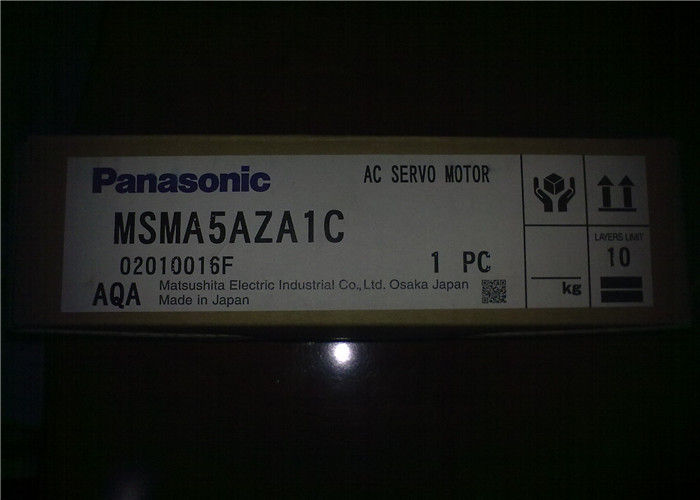 Panasonic
AC SERVO MOTOR
MSMA5AZA1C
02010016F
1 PC
AQA
Matsushita Electric Industrial Co., Ltd. Osaka Japan
Made in Japan
kg
LAYERS LIMIT
10